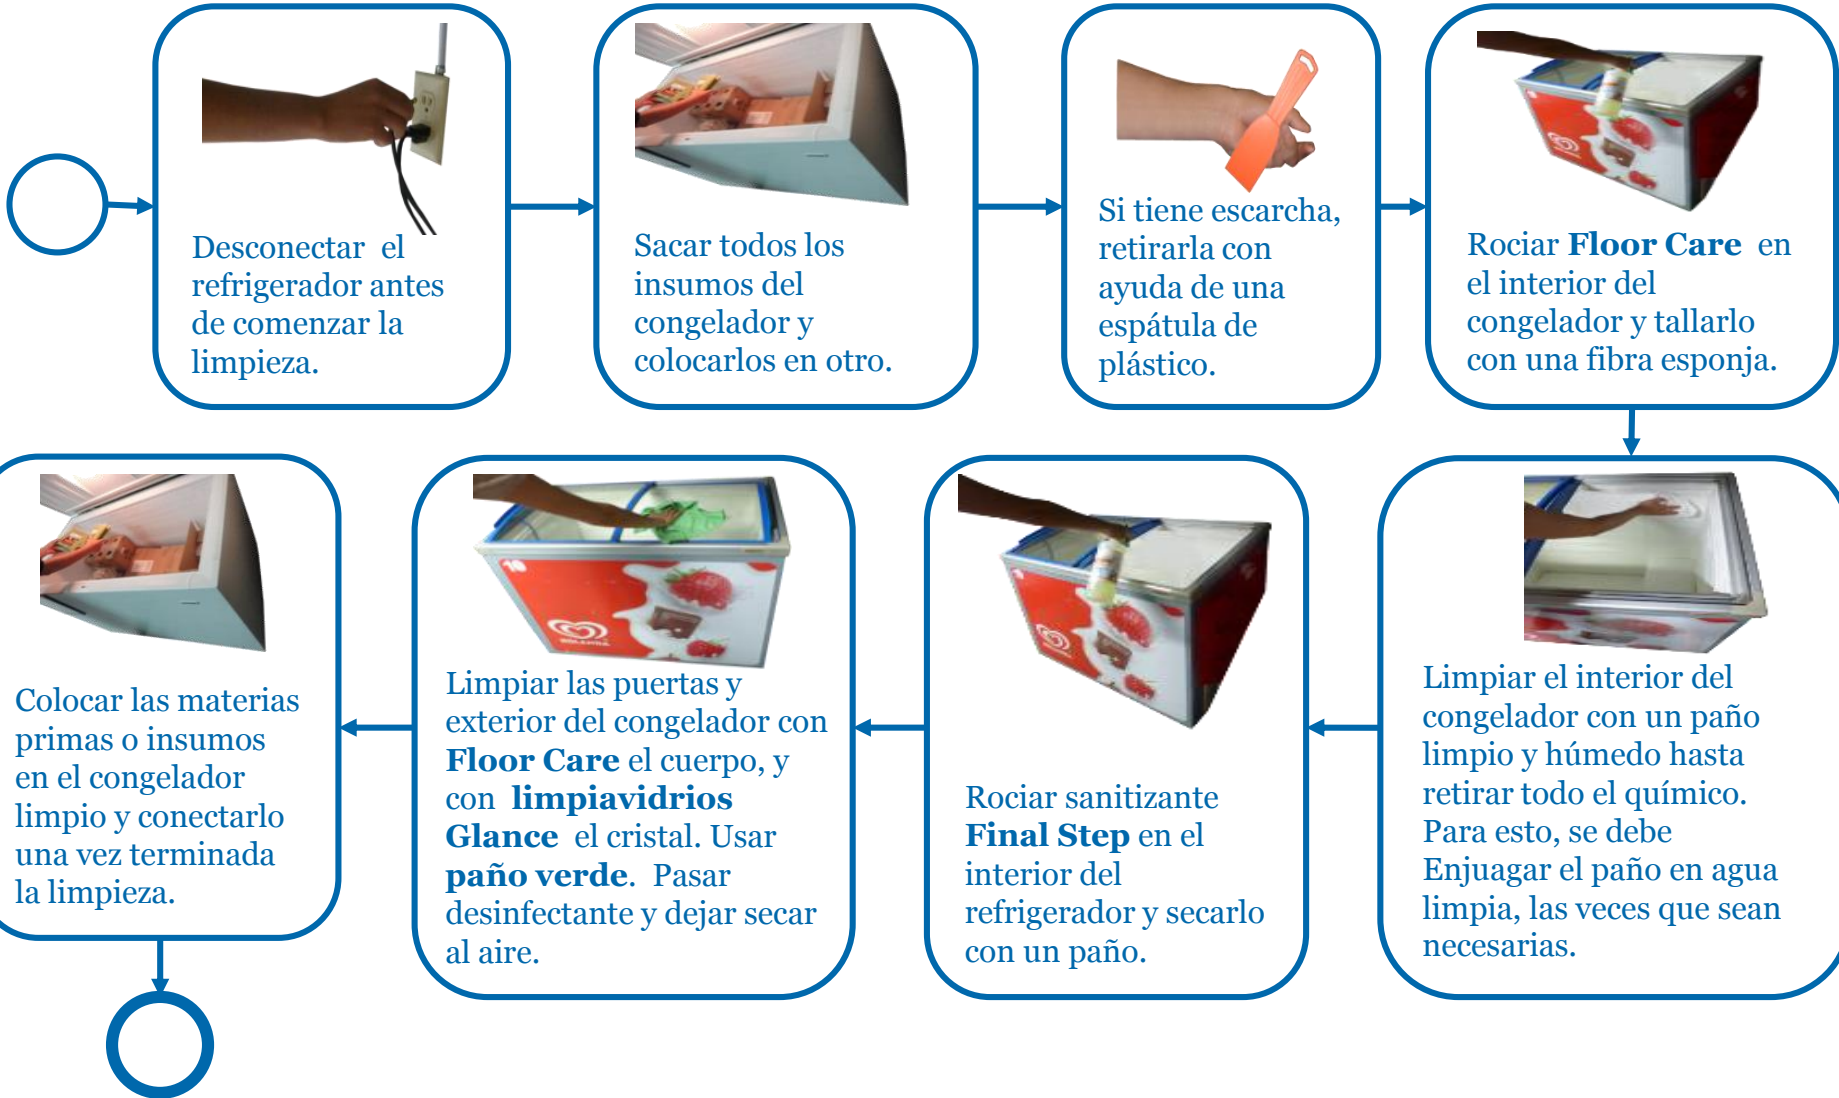 Desconectar el
refrigerador antes
de comenzar la
limpieza.
Sacar todos los
insumos del
congelador y
colocarlos en otro.
Si tiene escarcha,
retirarla con
ayuda de una
espátula de
plástico.
Rociar Floor Care en
el interior del
congelador y tallarlo
con una fibra esponja.
Limpiar el interior del
congelador con un paño
limpio y húmedo hasta
retirar todo el químico.
Para esto, se debe
Enjuagar el paño en agua
limpia, las veces que sean
necesarias.
Rociar sanitizante
Final Step en el
interior del
refrigerador y secarlo
con un paño.
10
HOLANDA
Limpiar las puertas y
exterior del congelador con
Floor Care el cuerpo, y
con limpiavidrios
Glance el cristal. Usar
paño verde. Pasar
desinfectante y dejar secar
al aire.
Colocar las materias
primas o insumos
en el congelador
limpio y conectarlo
una vez terminada
la limpieza.